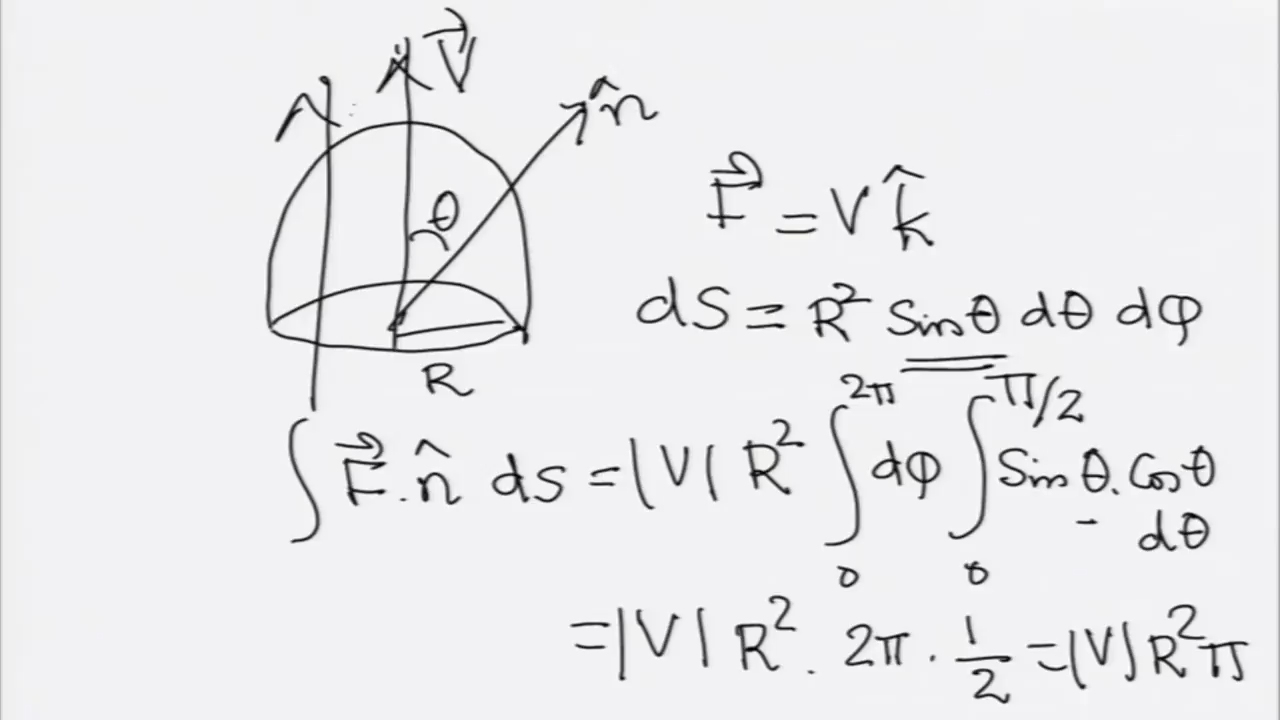 V⃗
n̂
θ
R
F⃗ = V k̂
dS = R² Sinθ dθ dφ
∫ F⃗.n̂ dS = |V| R² ∫₀^2π dφ ∫₀^π/2 Sinθ.Cosθ
dθ
= |V| R² . 2π . 1/2 = |V| R² π